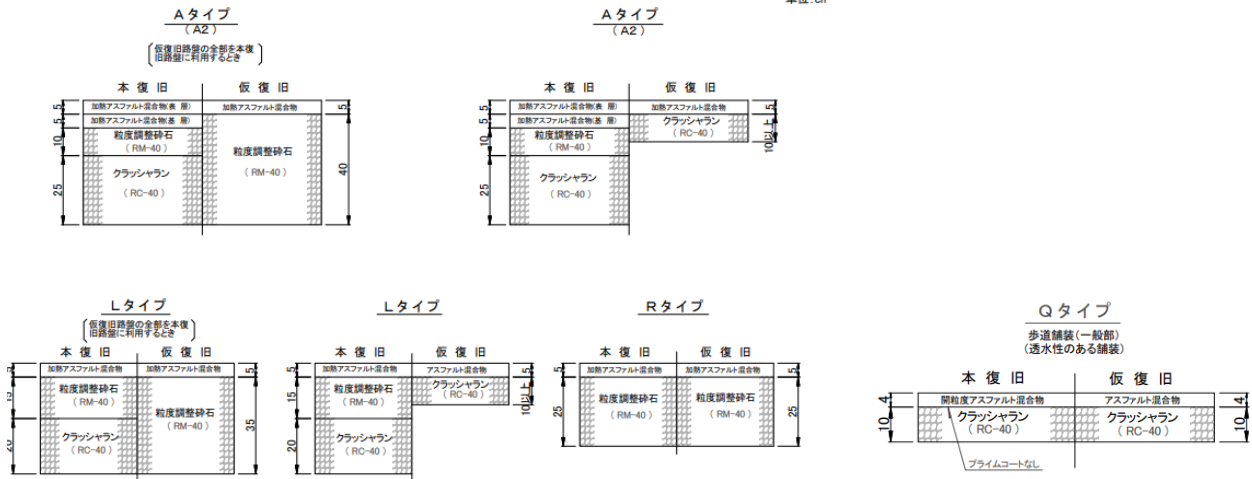 単位:cm
Aタイプ
(A2)
仮復旧路盤の全部を本復
旧路盤に利用するとき
本復旧 仮復旧
5 加熱アスファルト混合物(表層) 加熱アスファルト混合物 5
5 加熱アスファルト混合物(基層)
10 粒度調整砕石
(RM-40)
粒度調整砕石
(RM-40)
40
25 クラッシャラン
(RC-40)
Aタイプ
(A2)
本復旧 仮復旧
5 加熱アスファルト混合物(表層) 加熱アスファルト混合物 5
5 加熱アスファルト混合物(基層)
クラッシャラン
(RC-40)
10以上
10 粒度調整砕石
(RM-40)
25 クラッシャラン
(RC-40)
Lタイプ
仮復旧路盤の全部を本復
旧路盤に利用するとき
本復旧 仮復旧
加熱アスファルト混合物 加熱アスファルト混合物 5
15 粒度調整砕石
(RM-40)
粒度調整砕石
(RM-40)
35
20 クラッシャラン
(RC-40)
Lタイプ
本復旧 仮復旧
5 加熱アスファルト混合物 アスファルト混合物 5
15 粒度調整砕石
(RM-40)
クラッシャラン
(RC-40)
10以上
20 クラッシャラン
(RC-40)
Rタイプ
本復旧 仮復旧
5 加熱アスファルト混合物 加熱アスファルト混合物 5
25 粒度調整砕石
(RM-40)
粒度調整砕石
(RM-40)
25
Qタイプ
歩道舗装(一般部)
(透水性のある舗装)
本復旧 仮復旧
4 開粒度アスファルト混合物 アスファルト混合物 4
10 クラッシャラン
(RC-40)
クラッシャラン
(RC-40)
10
プライムコートなし